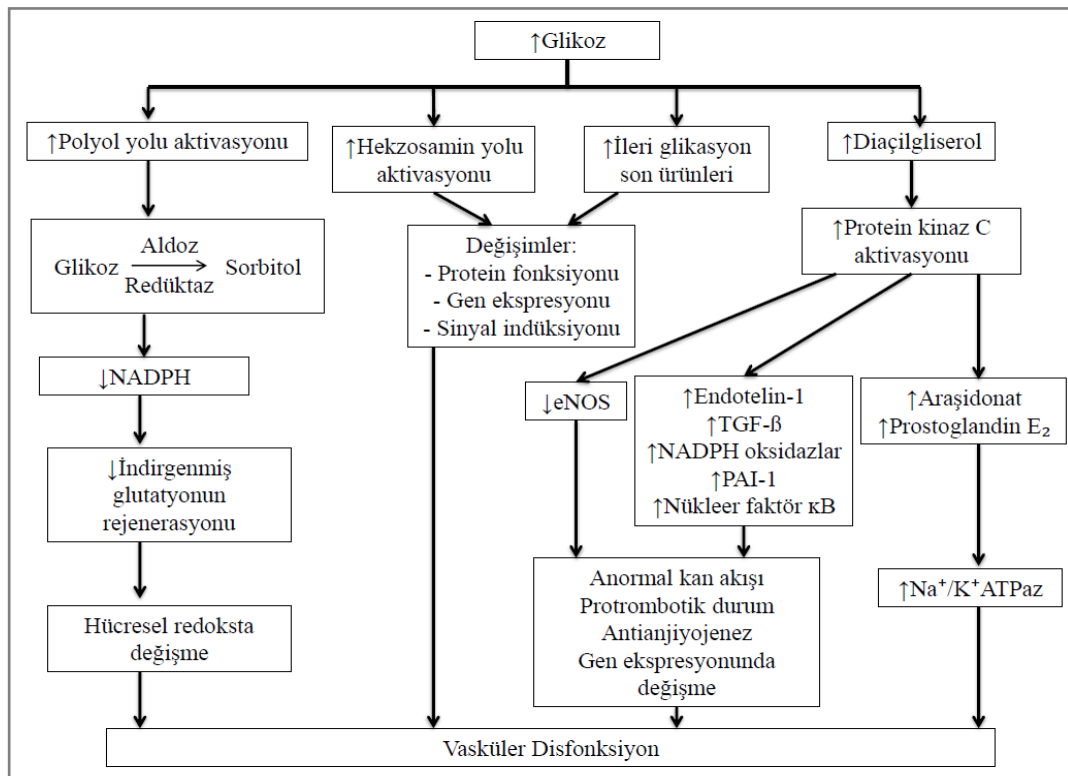 ↑Glikoz
↑Polyol yolu aktivasyonu
↑Hekzosamin yolu
aktivasyonu
↑İleri glikasyon
son ürünleri
↑Diaçilgliserol
Aldoz
Glikoz → Sorbitol
Redüktaz
Değişimler:
- Protein fonksiyonu
- Gen ekspresyonu
- Sinyal indüksiyonu
↑Protein kinaz C
aktivasyonu
↓NADPH
↓eNOS
↑Endotelin-1
↑TGF-ß
↑NADPH oksidazlar
↑PAI-1
↑Nükleer faktör κB
↑Araşidonat
↑Prostoglandin E₂
↓İndirgenmiş
glutatyonun
rejenerasyonu
Anormal kan akışı
Protrombotik durum
Antianjiyojenez
Gen ekspresyonunda
değişme
↑Na⁺/K⁺ATPaz
Hücresel redoksta
değişme
Vasküler Disfonksiyon